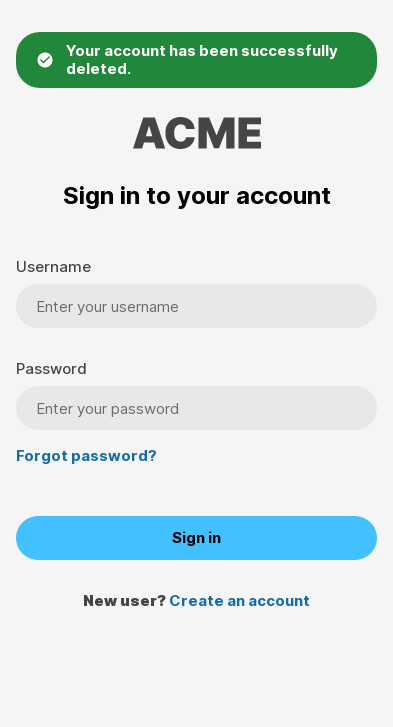 Your account has been successfully
deleted.
ACME
Sign in to your account
Username
Enter your username
Password
Enter your password
Forgot password?
Sign in
New user? Create an account